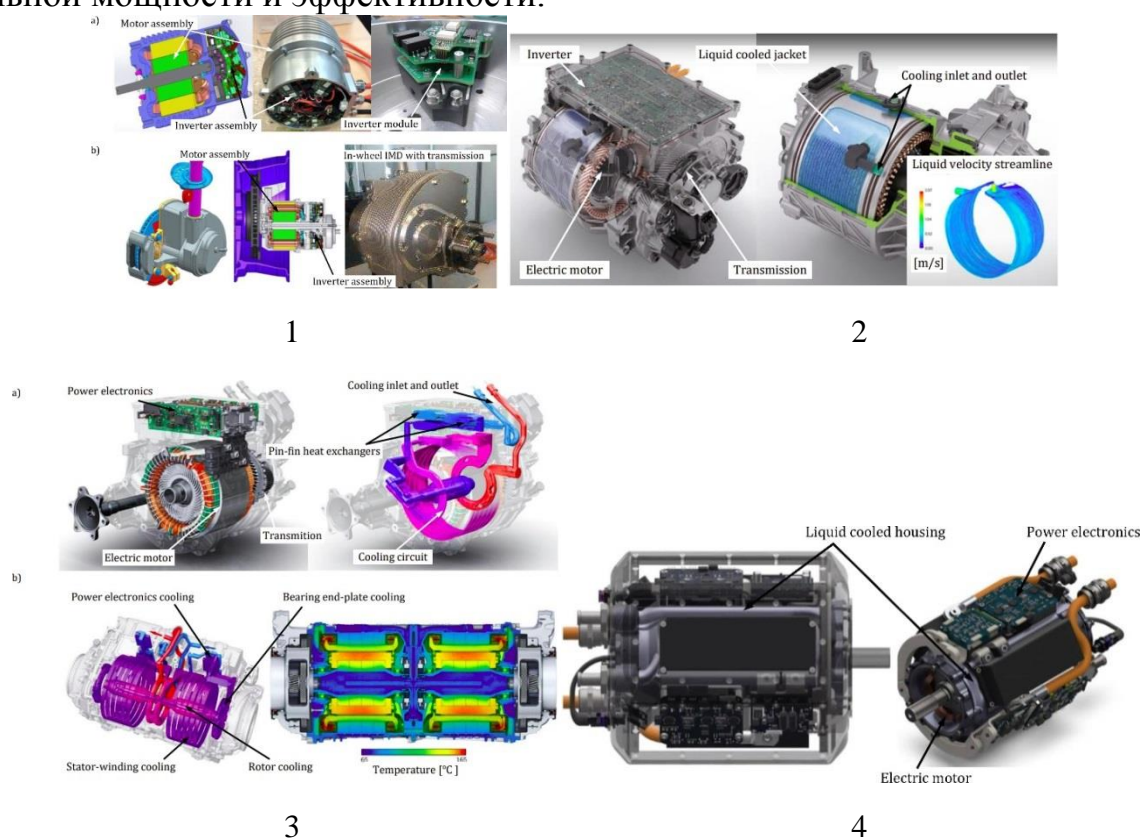 льной мощности и эффективности.
a)
Motor assembly
Inverter assembly
Inverter module
b)
Motor assembly
In-wheel IMD with transmission
Inverter assembly
1
Inverter
Liquid cooled jacket
Cooling inlet and outlet
Liquid velocity streamline
Electric motor
Transmission
[m/s]
2
a)
Power electronics
Cooling inlet and outlet
Pin-fin heat exchangers
Transmition
Electric motor
Cooling circuit
b)
Power electronics cooling
Bearing end-plate cooling
Stator-winding cooling
Rotor cooling
65
165
Temperature [°C ]
3
Liquid cooled housing
Power electronics
Electric motor
4